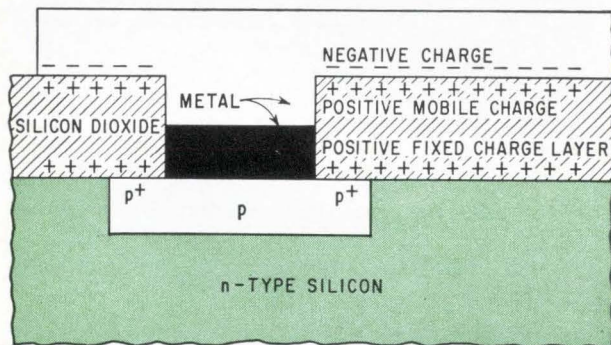 NEGATIVE CHARGE
METAL
POSITIVE MOBILE CHARGE
SILICON DIOXIDE
POSITIVE FIXED CHARGE LAYER
p+
p
p+
n-TYPE SILICON